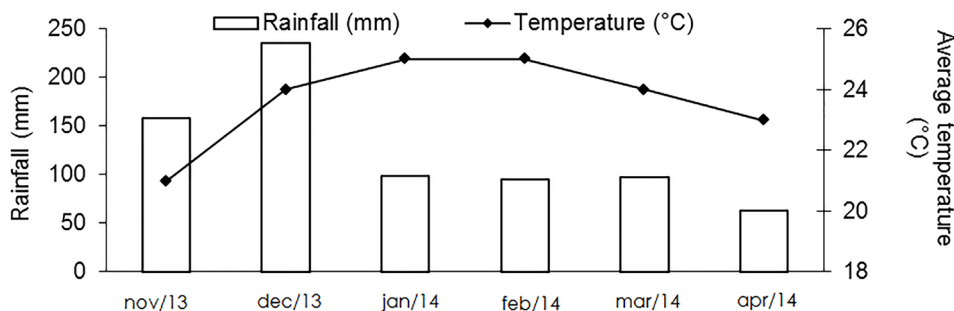 Rainfall (mm) Temperature (°C)
Rainfall (mm)
250
200
150
100
50
0
26
24
22
20
18
Average temperature
(°C)
nov/13 dec/13 jan/14 feb/14 mar/14 apr/14